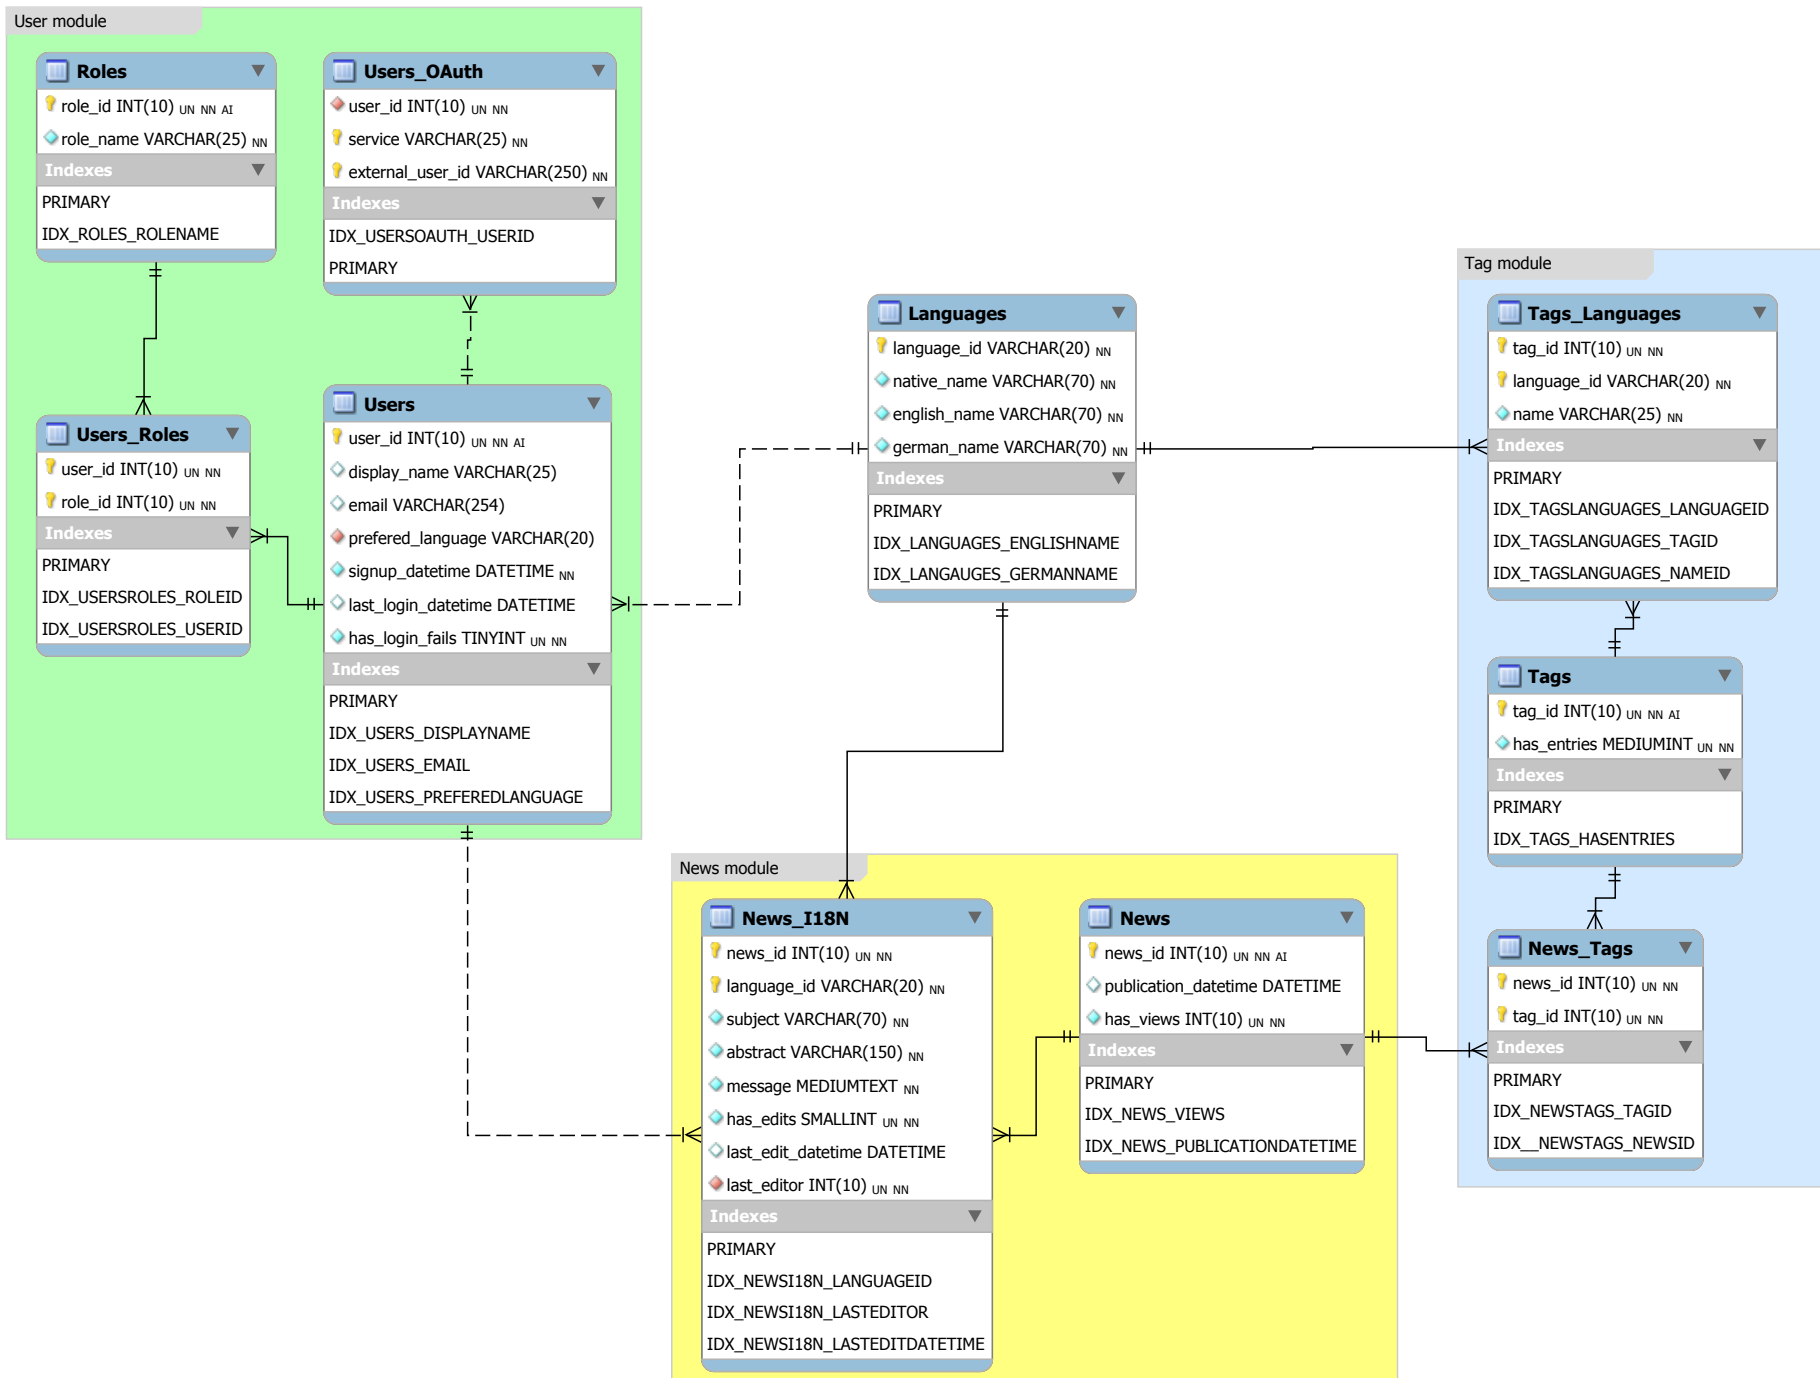 User module
Roles
role_id INT(10) UN NN AI
role_name VARCHAR(25) NN
Indexes
PRIMARY
IDX_ROLES_ROLENAME
Users_OAuth
user_id INT(10) UN NN
service VARCHAR(25) NN
external_user_id VARCHAR(250) NN
Indexes
IDX_USERSOAUTH_USERID
PRIMARY
Users_Roles
user_id INT(10) UN NN
role_id INT(10) UN NN
Indexes
PRIMARY
IDX_USERSROLES_ROLEID
IDX_USERSROLES_USERID
Users
user_id INT(10) UN NN AI
display_name VARCHAR(25)
email VARCHAR(254)
prefered_language VARCHAR(20)
signup_datetime DATETIME NN
last_login_datetime DATETIME
has_login_fails TINYINT UN NN
Indexes
PRIMARY
IDX_USERS_DISPLAYNAME
IDX_USERS_EMAIL
IDX_USERS_PREFEREDLANGUAGE
Languages
language_id VARCHAR(20) NN
native_name VARCHAR(70) NN
english_name VARCHAR(70) NN
german_name VARCHAR(70) NN
Indexes
PRIMARY
IDX_LANGUAGES_ENGLISHNAME
IDX_LANGAUGES_GERMANNAME
Tag module
Tags_Languages
tag_id INT(10) UN NN
language_id VARCHAR(20) NN
name VARCHAR(25) NN
Indexes
PRIMARY
IDX_TAGSLANGUAGES_LANGUAGEID
IDX_TAGSLANGUAGES_TAGID
IDX_TAGSLANGUAGES_NAMEID
Tags
tag_id INT(10) UN NN AI
has_entries MEDIUMINT UN NN
Indexes
PRIMARY
IDX_TAGS_HASENTRIES
News_Tags
news_id INT(10) UN NN
tag_id INT(10) UN NN
Indexes
PRIMARY
IDX_NEWSTAGS_TAGID
IDX__NEWSTAGS_NEWSID
News module
News_I18N
news_id INT(10) UN NN
language_id VARCHAR(20) NN
subject VARCHAR(70) NN
abstract VARCHAR(150) NN
message MEDIUMTEXT NN
has_edits SMALLINT UN NN
last_edit_datetime DATETIME
last_editor INT(10) UN NN
Indexes
PRIMARY
IDX_NEWSI18N_LANGUAGEID
IDX_NEWSI18N_LASTEDITOR
IDX_NEWSI18N_LASTEDITDATETIME
News
news_id INT(10) UN NN AI
publication_datetime DATETIME
has_views INT(10) UN NN
Indexes
PRIMARY
IDX_NEWS_VIEWS
IDX_NEWS_PUBLICATIONDATETIME